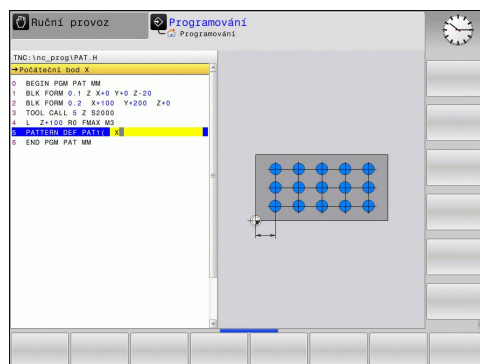 Ruční provoz
Programování
Programování
TNC:\nc_prog\PAT.H
→Počáteční bod X
0 BEGIN PGM PAT MM
1 BLK FORM 0.1 Z X+0 Y+0 Z-20
2 BLK FORM 0.2 X+100 Y+200 Z+0
3 TOOL CALL 5 Z S2000
4 L Z+100 R0 FMAX M3
5 PATTERN DEF PAT1( X
6 END PGM PAT MM